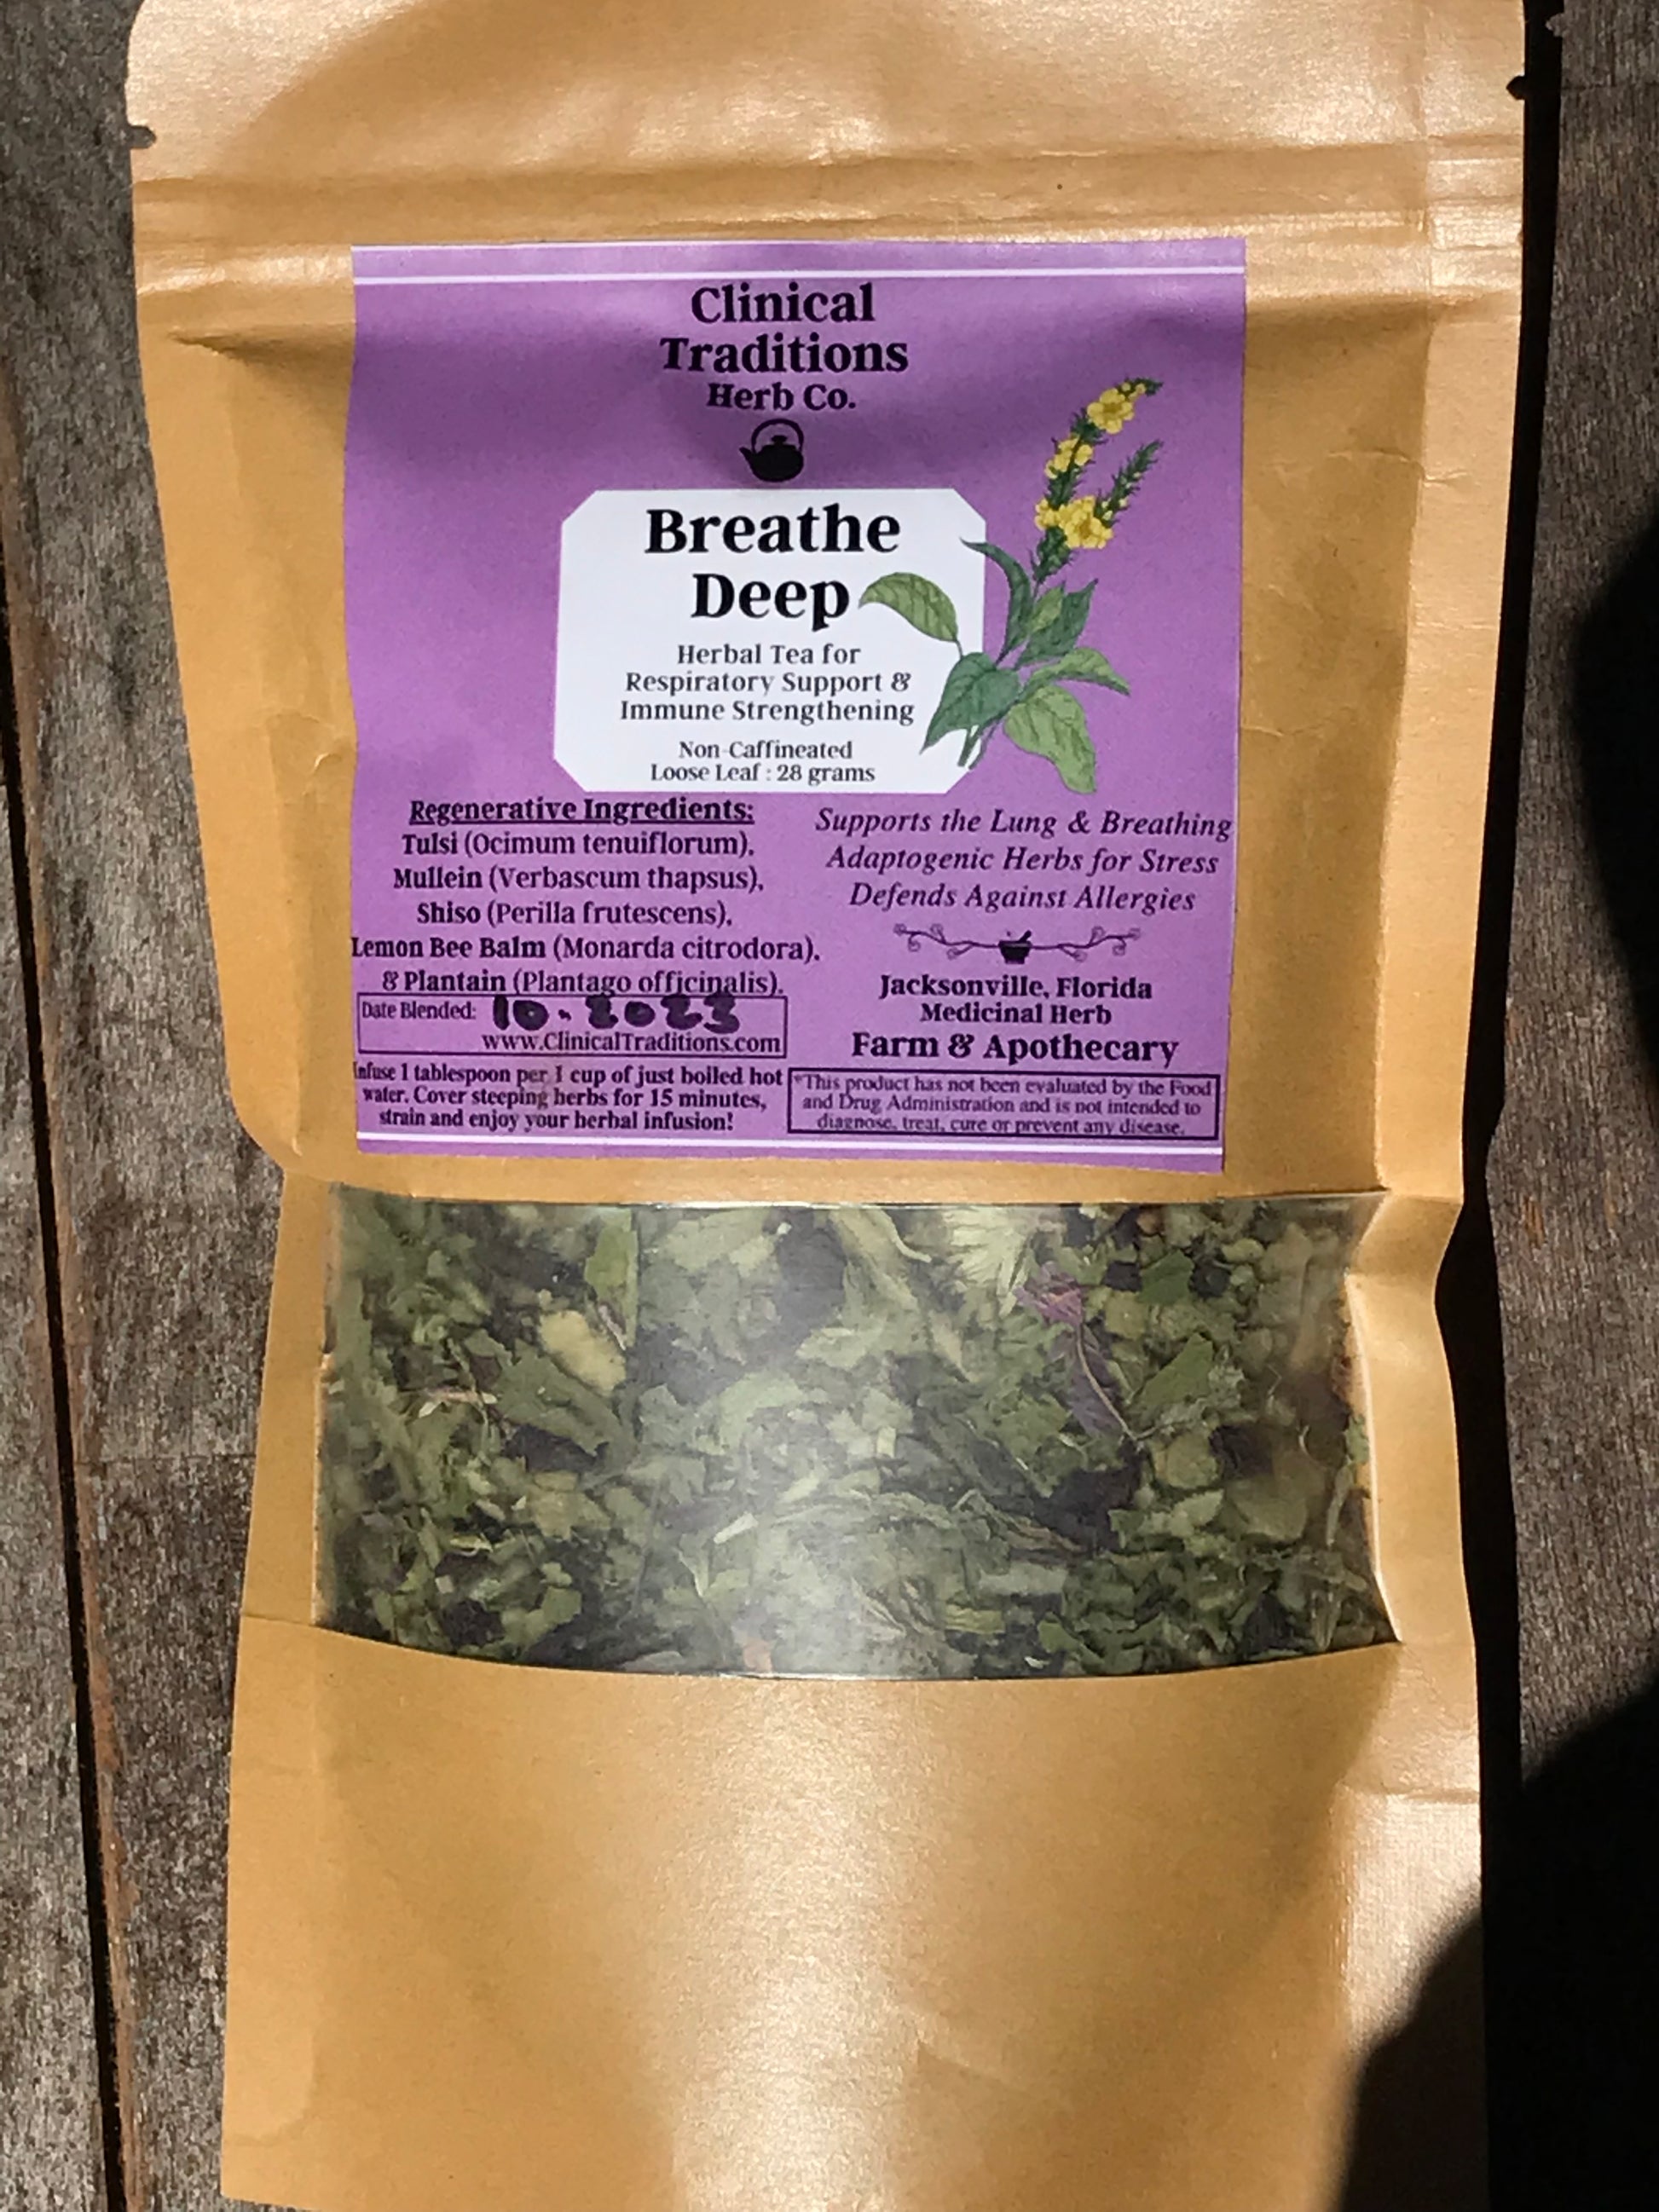 Clinical
Traditions
Herb Co.
Breathe
Deep
Herbal Tea for
Respiratory Support &
Immune Strengthening
Non-Caffineated
Loose Leaf : 28 grams
Regenerative Ingredients:
Tulsi (Ocimum tenuiflorum),
Mullein (Verbascum thapsus),
Shiso (Perilla frutescens),
Lemon Bee Balm (Monarda citrodora),
& Plantain (Plantago officinalis).
Date Blended: 10.2023
www.ClinicalTraditions.com
Infuse 1 tablespoon per 1 cup of just boiled hot
water. Cover steeping herbs for 15 minutes,
strain and enjoy your herbal infusion!
Supports the Lung & Breathing
Adaptogenic Herbs for Stress
Defends Against Allergies
Jacksonville, Florida
Medicinal Herb
Farm & Apothecary
*This product has not been evaluated by the Food
and Drug Administration and is not intended to
diagnose, treat, cure or prevent any disease.